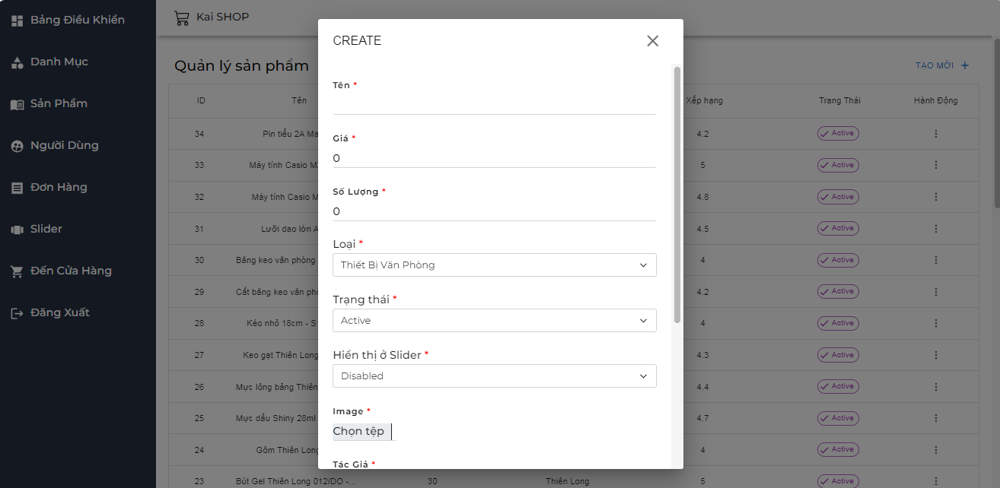 Bảng Điều Khiển
Danh Mục
Sản Phẩm
Người Dùng
Đơn Hàng
Slider
Đến Cửa Hàng
Đăng Xuất
Kai SHOP
Quản lý sản phẩm
TẠO MỚI +
ID Tên Xếp hạng Trang Thái Hành Động
34 Pin tiểu 2A Ma 4.2 Active
33 Máy tính Casio M 5 Active
32 Máy tính Casio M 4.8 Active
31 Lưỡi dao lớn 4.5 Active
30 Băng keo văn phòng 4 Active
29 Cắt băng keo văn phò 4.2 Active
28 Kéo nhỏ 18cm - S 4 Active
27 Keo gạt Thiên Long 4.3 Active
26 Mực lông bảng Thiên 4.4 Active
25 Mực dấu Shiny 28ml 4.7 Active
24 Gôm Thiên Long 4 Active
23 Bút Gel Thiên Long 012/DO -... 30 Thiên Long 5 Active
CREATE
Tên *
Giá *
0
Số Lượng *
0
Loại *
Thiết Bị Văn Phòng
Trạng thái *
Active
Hiển thị ở Slider *
Disabled
Image *
Chọn tệp
Tác Giả *